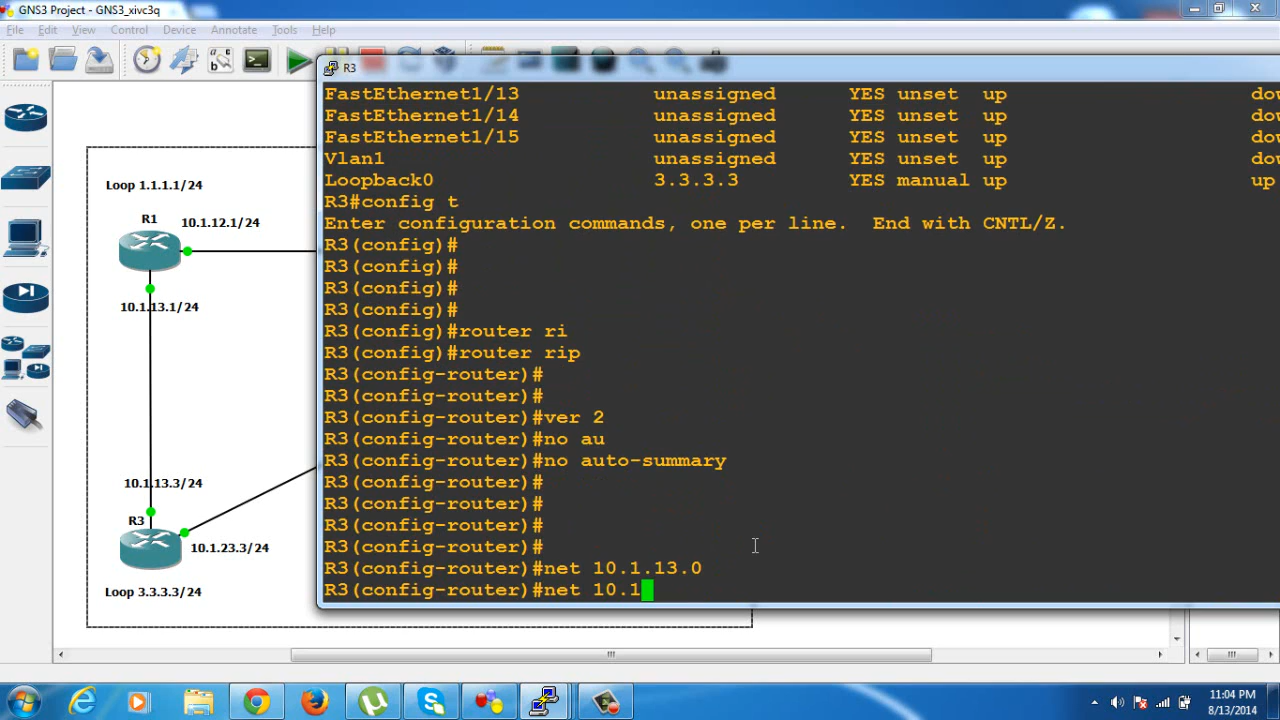 GNS3 Project - GNS3_xivc3q
File Edit View Control Device Annotate Tools Help
Loop 1.1.1.1/24
R1
10.1.12.1/24
10.1.13.1/24
10.1.13.3/24
R3
10.1.23.3/24
Loop 3.3.3.3/24
R3
FastEthernet1/13 unassigned YES unset up dow
FastEthernet1/14 unassigned YES unset up dow
FastEthernet1/15 unassigned YES unset up dow
Vlan1 unassigned YES unset up dow
Loopback0 3.3.3.3 YES manual up up
R3#config t
Enter configuration commands, one per line. End with CNTL/Z.
R3(config)#
R3(config)#
R3(config)#
R3(config)#
R3(config)#router ri
R3(config)#router rip
R3(config-router)#
R3(config-router)#
R3(config-router)#ver 2
R3(config-router)#no au
R3(config-router)#no auto-summary
R3(config-router)#
R3(config-router)#
R3(config-router)#
R3(config-router)#
R3(config-router)#net 10.1.13.0
R3(config-router)#net 10.1
11:04 PM
8/13/2014